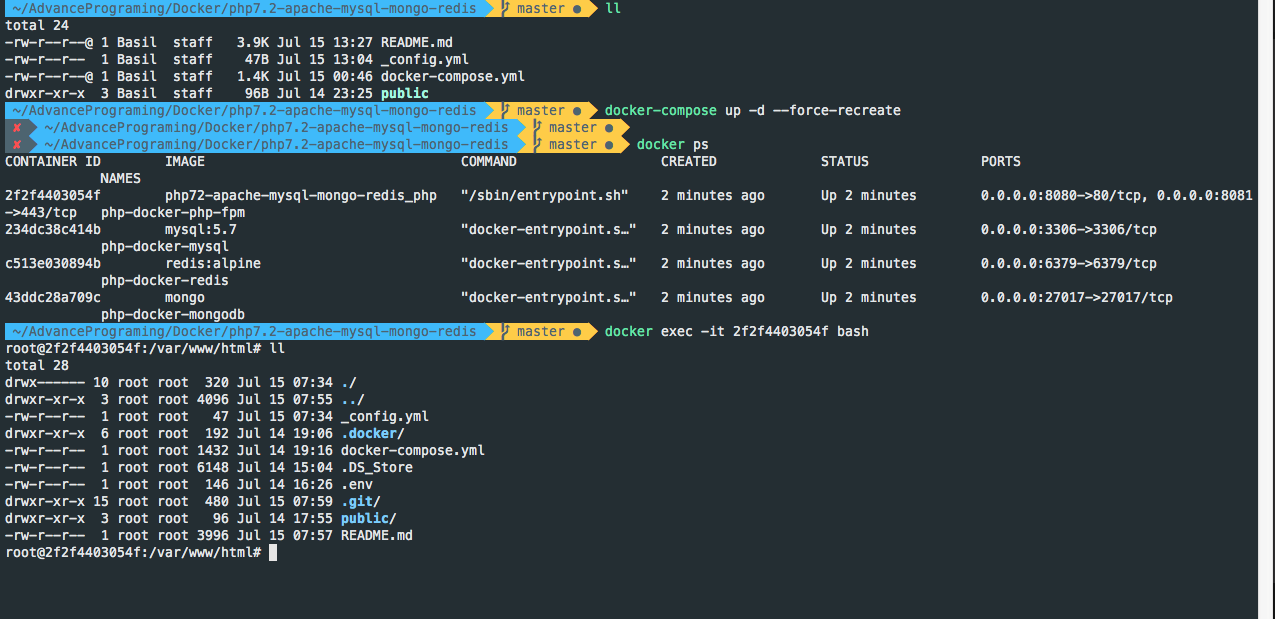 ~/AdvancePrograming/Docker/php7.2-apache-mysql-mongo-redis master ● ll
total 24
-rw-r--r--@ 1 Basil  staff   3.9K Jul 15 13:27 README.md
-rw-r--r--  1 Basil  staff    47B Jul 15 13:04 _config.yml
-rw-r--r--@ 1 Basil  staff   1.4K Jul 15 00:46 docker-compose.yml
drwxr-xr-x  3 Basil  staff    96B Jul 14 23:25 public
~/AdvancePrograming/Docker/php7.2-apache-mysql-mongo-redis master ● docker-compose up -d --force-recreate
✘ ~/AdvancePrograming/Docker/php7.2-apache-mysql-mongo-redis master ●
✘ ~/AdvancePrograming/Docker/php7.2-apache-mysql-mongo-redis master ● docker ps
CONTAINER ID        IMAGE                                COMMAND                  CREATED             STATUS              PORTS
NAMES
2f2f4403054f        php72-apache-mysql-mongo-redis_php   "/sbin/entrypoint.sh"    2 minutes ago       Up 2 minutes        0.0.0.0:8080->80/tcp, 0.0.0.0:8081
->443/tcp   php-docker-php-fpm
234dc38c414b        mysql:5.7                            "docker-entrypoint.s…"   2 minutes ago       Up 2 minutes        0.0.0.0:3306->3306/tcp
php-docker-mysql
c513e030894b        redis:alpine                         "docker-entrypoint.s…"   2 minutes ago       Up 2 minutes        0.0.0.0:6379->6379/tcp
php-docker-redis
43ddc28a709c        mongo                                "docker-entrypoint.s…"   2 minutes ago       Up 2 minutes        0.0.0.0:27017->27017/tcp
php-docker-mongodb
~/AdvancePrograming/Docker/php7.2-apache-mysql-mongo-redis master ● docker exec -it 2f2f4403054f bash
root@2f2f4403054f:/var/www/html# ll
total 28
drwx------ 10 root root  320 Jul 15 07:34 ./
drwxr-xr-x  3 root root 4096 Jul 15 07:55 ../
-rw-r--r--  1 root root   47 Jul 15 07:34 _config.yml
drwxr-xr-x  6 root root  192 Jul 14 19:06 .docker/
-rw-r--r--  1 root root 1432 Jul 14 19:16 docker-compose.yml
-rw-r--r--  1 root root 6148 Jul 14 15:04 .DS_Store
-rw-r--r--  1 root root  146 Jul 14 16:26 .env
drwxr-xr-x 15 root root  480 Jul 15 07:59 .git/
drwxr-xr-x  3 root root   96 Jul 14 17:55 public/
-rw-r--r--  1 root root 3996 Jul 15 07:57 README.md
root@2f2f4403054f:/var/www/html#